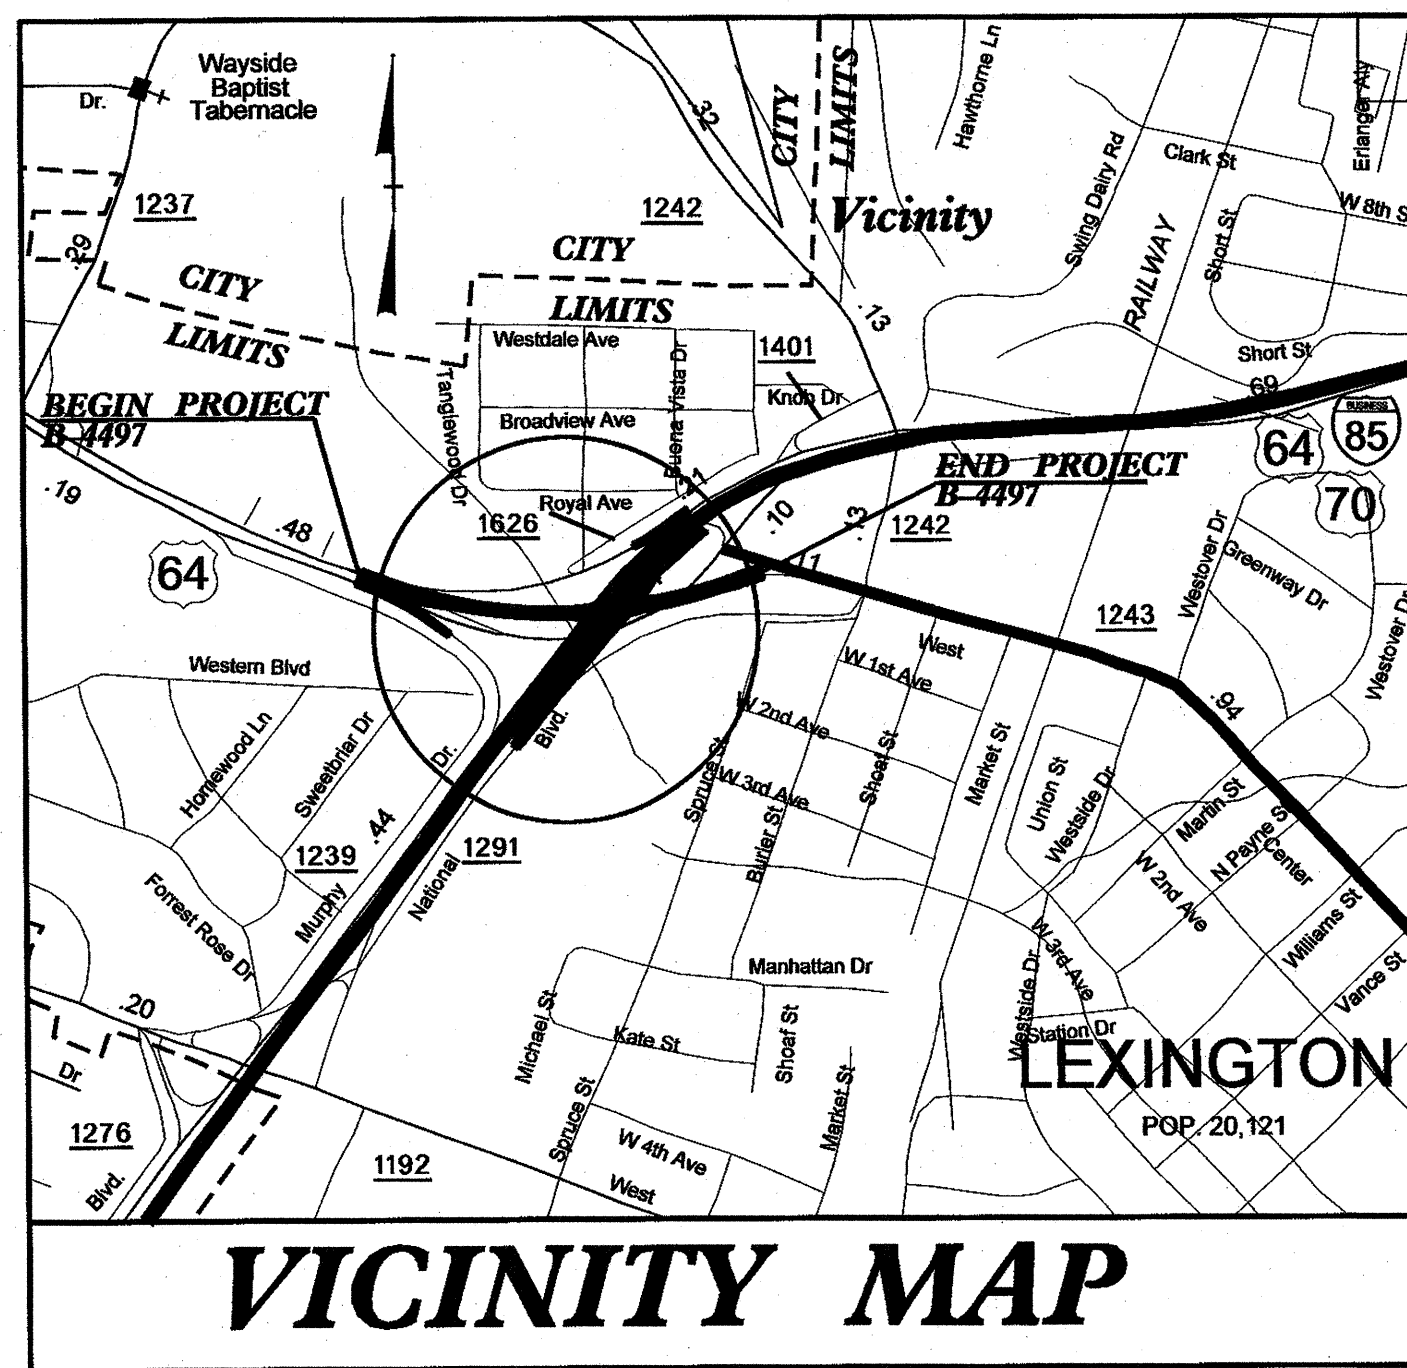 Wayside
Baptist
Tabernacle
Dr.
.32
CITY
LIMITS
Hawthorne Ln
Erlanger Aly
Swing Dairy Rd
Clark St
W 8th S
1237
1242
Vicinity
RAILWAY
Short St
.29
CITY
LIMITS
CITY
LIMITS
.13
Westdale Ave
1401
Short St
Buena Vista Dr
Tanglewood Dr
Knob Dr
69
BEGIN PROJECT
B-4497
Broadview Ave
BUSINESS
85
64
END PROJECT
B-4497
.19
.21
70
Royal Ave
1626
.48
.10
.13
1242
64
.11
Westover Dr
Greenway Dr
1243
Westover Dr
Western Blvd
West
W 1st Ave
.94
W 2nd Ave
Homewood Ln
Sweetbriar Dr
Dr.
Blvd.
Spruce St
W 3rd Ave
Shoaf St
Market St
Union St
Westside Dr
Martin St
N Payne S
Center
.44
1239
1291
Burler St
W 2nd Ave
Murphy
National
Forrest Rose Dr
Williams St
W 3rd Ave
Vance St
Manhattan Dr
Westside Dr
.20
Michael St
Kate St
Shoaf St
Station Dr
LEXINGTON
POP. 20,121
Dr
1276
Spruce St
Market St
W 4th Ave
1192
West
Blvd.
VICINITY MAP